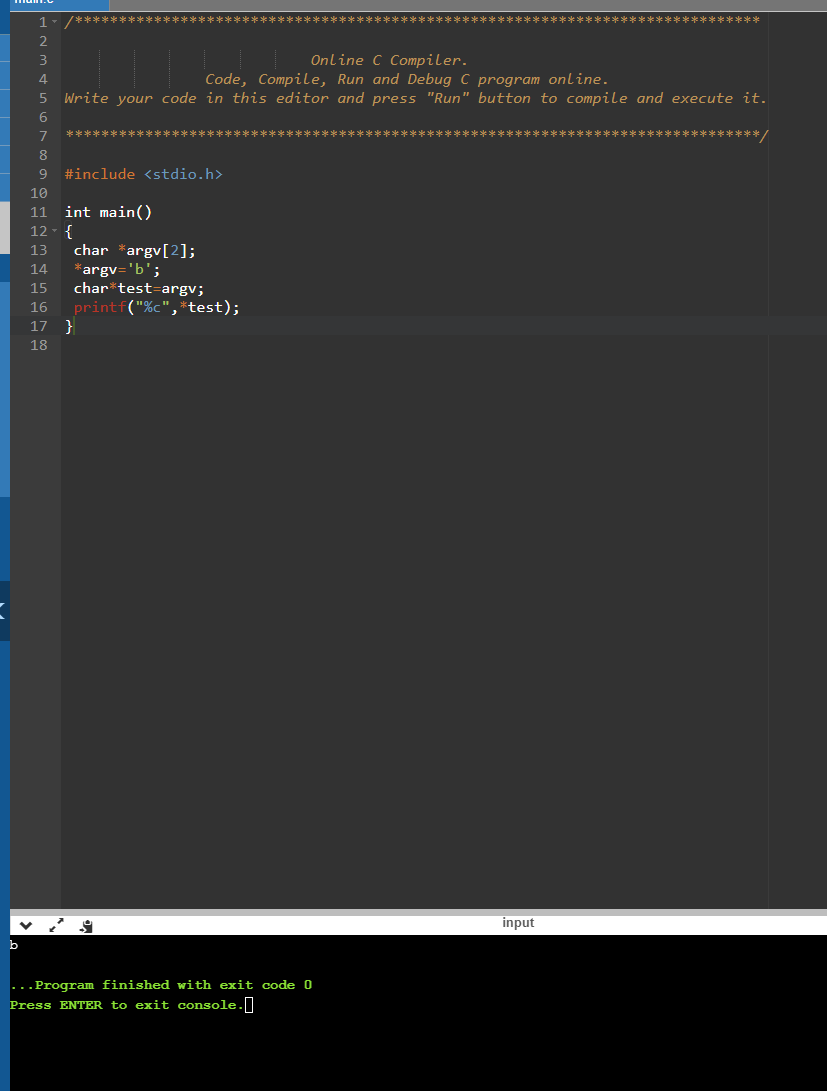 main.c
1 /******************************************************************************
2
3 Online C Compiler.
4 Code, Compile, Run and Debug C program online.
5 Write your code in this editor and press "Run" button to compile and execute it.
6
7 *******************************************************************************/
8
9 #include <stdio.h>
10
11 int main()
12 {
13 char *argv[2];
14 *argv='b';
15 char*test=argv;
16 printf("%c",*test);
17 }
18
input
b
...Program finished with exit code 0
Press ENTER to exit console.